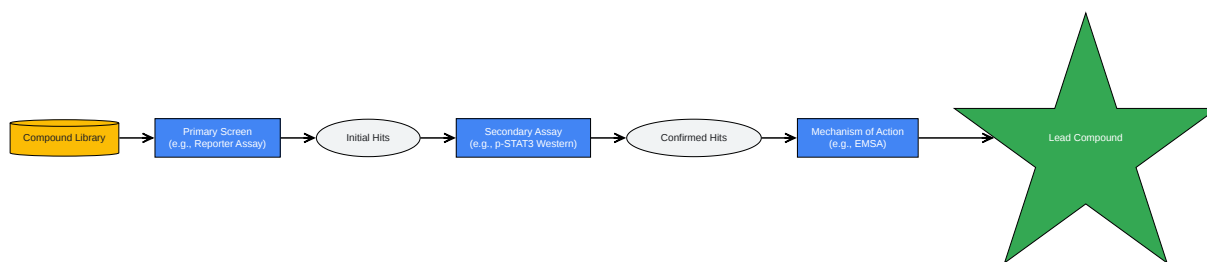 Compound Library
Primary Screen
(e.g., Reporter Assay)
Initial Hits
Secondary Assay
(e.g., p-STAT3 Western)
Confirmed Hits
Mechanism of Action
(e.g., EMSA)
Lead Compound